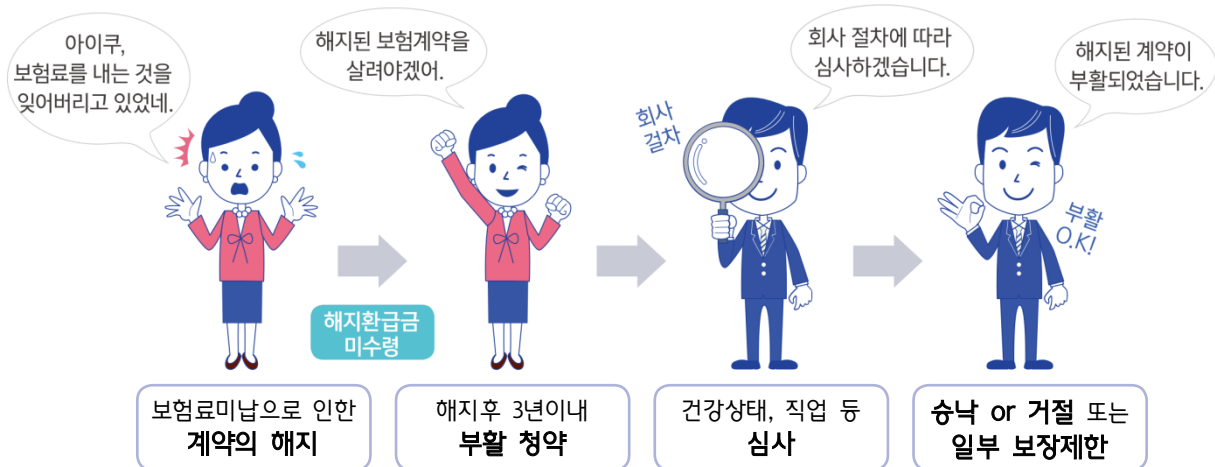 아이쿠,
보험료를 내는 것을
잊어버리고 있었네.
해지된 보험계약을
살려야겠어.
회사 절차에 따라
심사하겠습니다.
해지된 계약이
부활되었습니다.
회사
걸차
부활
O.K!
해지환급금
미수령
보험료미납으로 인한
계약의 해지
해지후 3년이내
부활 청약
건강상태, 직업 등
심사
승낙 or 거절 또는
일부 보장제한